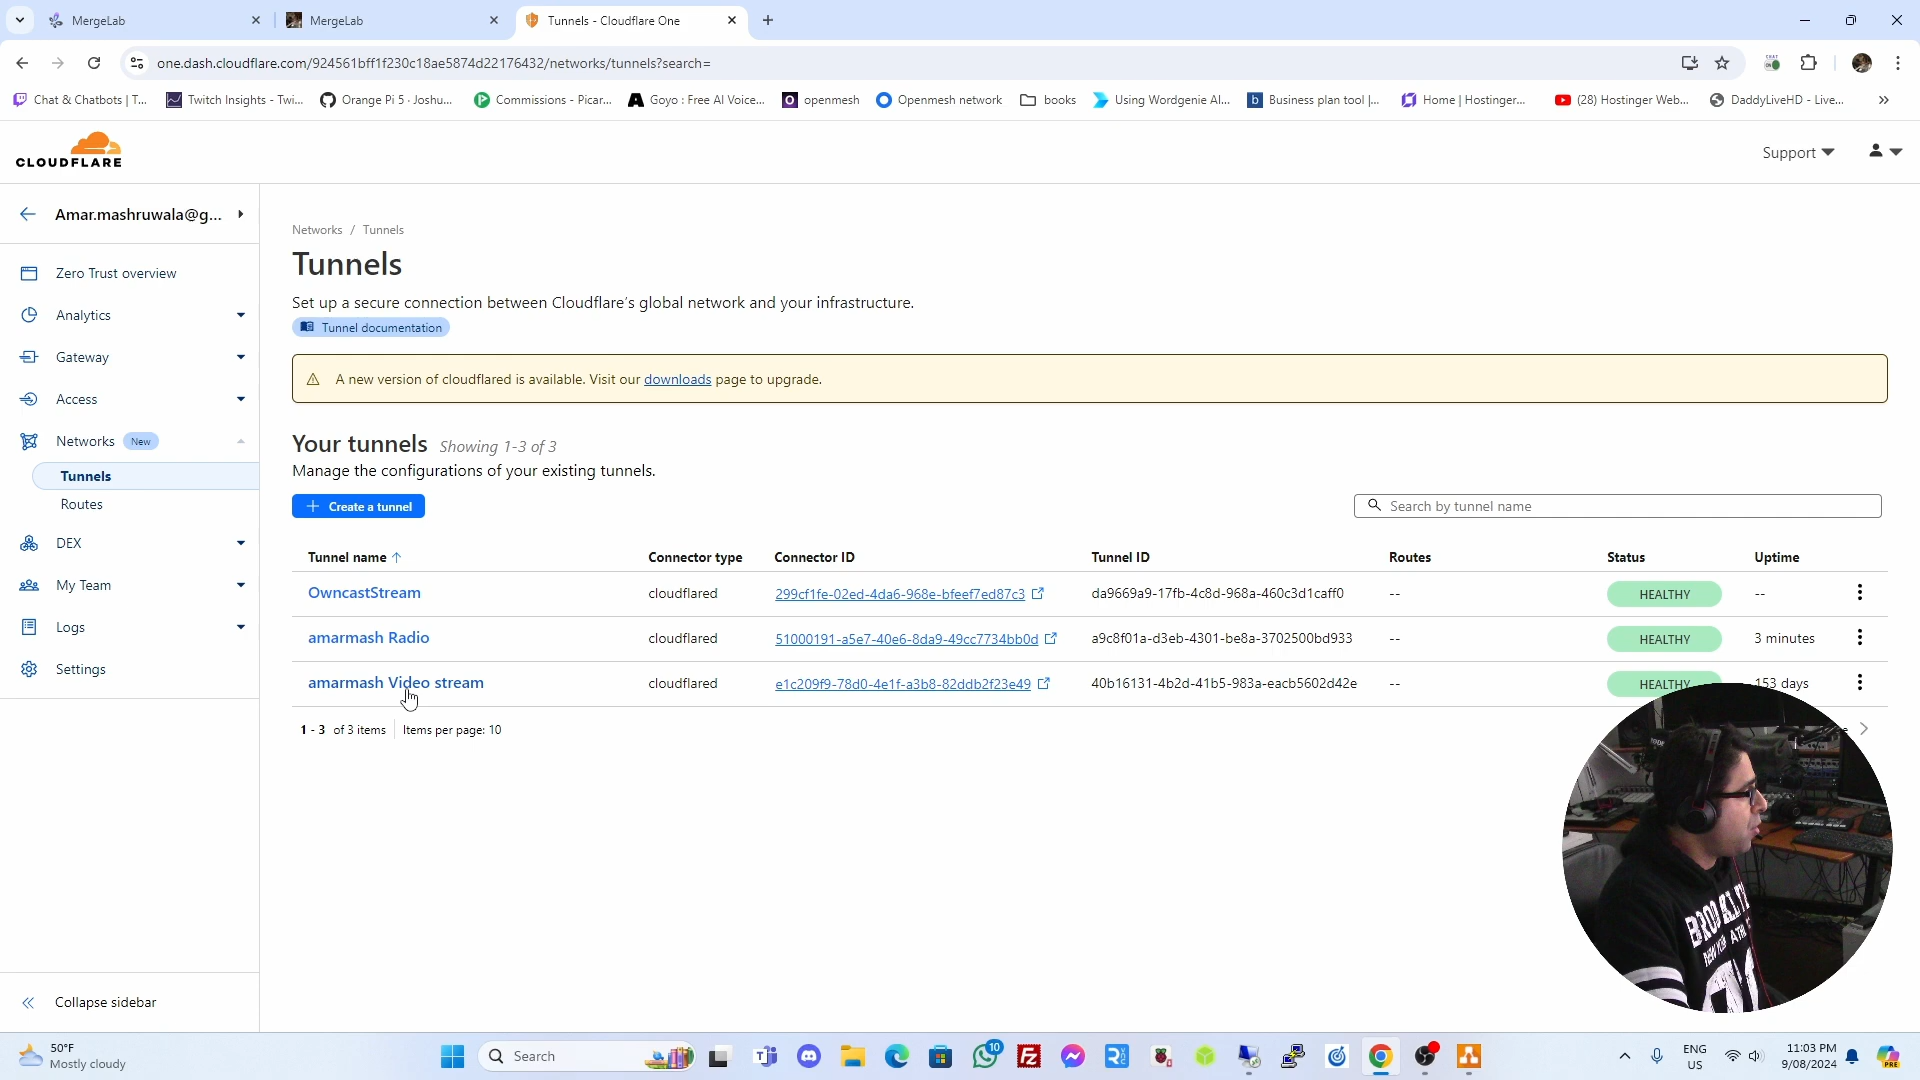 MergeLab
MergeLab
Tunnels - Cloudflare One
one.dash.cloudflare.com/924561bff1f230c18ae5874d22176432/networks/tunnels?search=
Chat & Chatbots | T...
Twitch Insights - Twi...
Orange Pi 5 · Joshu...
Commissions - Picar...
Goyo : Free AI Voice...
openmesh
Openmesh network
books
Using Wordgenie AI...
Business plan tool |...
Home | Hostinger...
(28) Hostinger Web...
DaddyLiveHD - Live...
CLOUDFLARE
Support
Amar.mashruwala@g...
Zero Trust overview
Analytics
Gateway
Access
Networks New
Tunnels
Routes
DEX
My Team
Logs
Settings
Collapse sidebar
Networks / Tunnels
Tunnels
Set up a secure connection between Cloudflare's global network and your infrastructure.
Tunnel documentation
A new version of cloudflared is available. Visit our downloads page to upgrade.
Your tunnels Showing 1-3 of 3
Manage the configurations of your existing tunnels.
+ Create a tunnel
Search by tunnel name
Tunnel name ↑ Connector type Connector ID Tunnel ID Routes Status Uptime
OwncastStream cloudflared 299cf1fe-02ed-4da6-968e-bfeef7ed87c3 da9669a9-17fb-4c8d-968a-460c3d1caff0 -- HEALTHY --
amarmash Radio cloudflared 51000191-a5e7-40e6-8da9-49cc7734bb0d a9c8f01a-d3eb-4301-be8a-3702500bd933 -- HEALTHY 3 minutes
amarmash Video stream cloudflared e1c209f9-78d0-4e1f-a3b8-82ddb2f23e49 40b16131-4b2d-41b5-983a-eacb5602d42e -- HEALTHY 153 days
1 - 3 of 3 items Items per page: 10
BROOKLYN
50°F
Mostly cloudy
Search
10
ENG
US
11:03 PM
9/08/2024
PRE